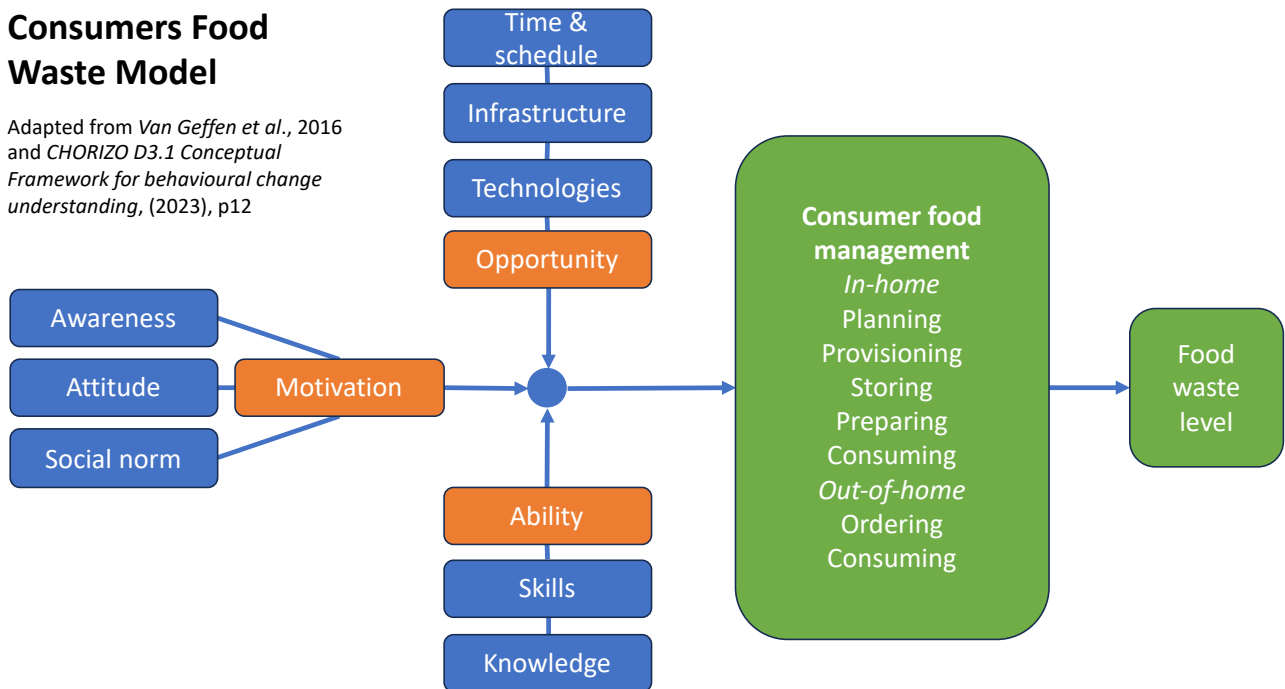 Consumers Food
Waste Model
Adapted from Van Geffen et al., 2016
and CHORIZO D3.1 Conceptual
Framework for behavioural change
understanding, (2023), p12
Time &
schedule
Infrastructure
Technologies
Opportunity
Awareness
Attitude
Social norm
Motivation
Ability
Skills
Knowledge
Consumer food
management
In-home
Planning
Provisioning
Storing
Preparing
Consuming
Out-of-home
Ordering
Consuming
Food
waste
level